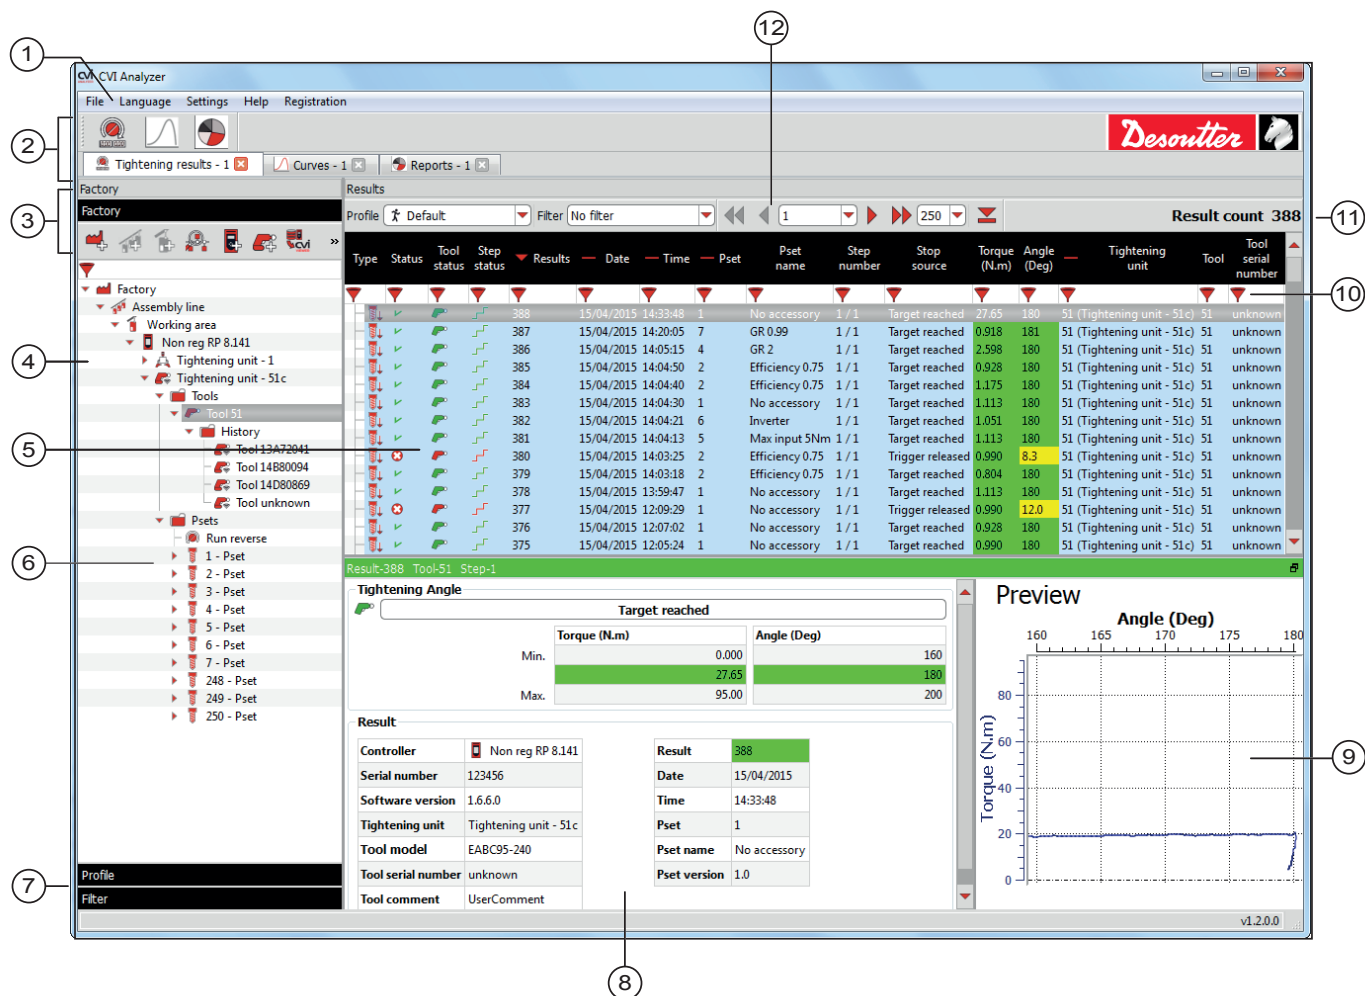 12
1
CVI CVI Analyzer
File Language Settings Help Registration
2
Desoutter
Tightening results - 1 Curves - 1 Reports - 1
Factory Results
3
Factory
Profile Default Filter No filter 1 250 Result count 388
11
cvi »
Type Status Tool status Step status Results Date Time Pset Pset name Step number Stop source Torque (N.m) Angle (Deg) Tightening unit Tool Tool serial number
10
388 15/04/2015 14:33:48 1 No accessory 1 / 1 Target reached 27.65 180 51 (Tightening unit - 51c) 51 unknown
387 15/04/2015 14:20:05 7 GR 0.99 1 / 1 Target reached 0.918 181 51 (Tightening unit - 51c) 51 unknown
386 15/04/2015 14:05:15 4 GR 2 1 / 1 Target reached 2.598 180 51 (Tightening unit - 51c) 51 unknown
385 15/04/2015 14:04:50 2 Efficiency 0.75 1 / 1 Target reached 0.928 180 51 (Tightening unit - 51c) 51 unknown
384 15/04/2015 14:04:40 2 Efficiency 0.75 1 / 1 Target reached 1.175 180 51 (Tightening unit - 51c) 51 unknown
383 15/04/2015 14:04:30 1 No accessory 1 / 1 Target reached 1.113 180 51 (Tightening unit - 51c) 51 unknown
382 15/04/2015 14:04:21 6 Inverter 1 / 1 Target reached 1.051 180 51 (Tightening unit - 51c) 51 unknown
381 15/04/2015 14:04:13 5 Max input 5Nm 1 / 1 Target reached 1.113 180 51 (Tightening unit - 51c) 51 unknown
380 15/04/2015 14:03:25 2 Efficiency 0.75 1 / 1 Trigger released 0.990 8.3 51 (Tightening unit - 51c) 51 unknown
379 15/04/2015 14:03:18 2 Efficiency 0.75 1 / 1 Target reached 0.804 180 51 (Tightening unit - 51c) 51 unknown
378 15/04/2015 13:59:47 1 No accessory 1 / 1 Target reached 1.113 180 51 (Tightening unit - 51c) 51 unknown
377 15/04/2015 12:09:29 1 No accessory 1 / 1 Trigger released 0.990 12.0 51 (Tightening unit - 51c) 51 unknown
376 15/04/2015 12:07:02 1 No accessory 1 / 1 Target reached 0.928 180 51 (Tightening unit - 51c) 51 unknown
375 15/04/2015 12:05:24 1 No accessory 1 / 1 Target reached 0.990 180 51 (Tightening unit - 51c) 51 unknown
Factory
Assembly line
Working area
Non reg RP 8.141
4
Tightening unit - 1
Tightening unit - 51c
Tools
Tool 51
History
5
Tool 13A72041
Tool 14B80094
Tool 14D80869
Tool unknown
Psets
Run reverse
6
1 - Pset
2 - Pset
3 - Pset
4 - Pset
5 - Pset
6 - Pset
7 - Pset
248 - Pset
249 - Pset
250 - Pset
7
Profile
Filter
Result-388 Tool-51 Step-1
Tightening Angle
Target reached
Torque (N.m) Angle (Deg)
Min. 0.000 160
27.65 180
Max. 95.00 200
Result
Controller Non reg RP 8.141 Result 388
Serial number 123456 Date 15/04/2015
Software version 1.6.6.0 Time 14:33:48
Tightening unit Tightening unit - 51c Pset 1
Tool model EABC95-240 Pset name No accessory
Tool serial number unknown Pset version 1.0
Tool comment UserComment
8
Preview
Angle (Deg)
160 165 170 175 180
Torque (N.m)
80
60
40
20
0
9
v1.2.0.0